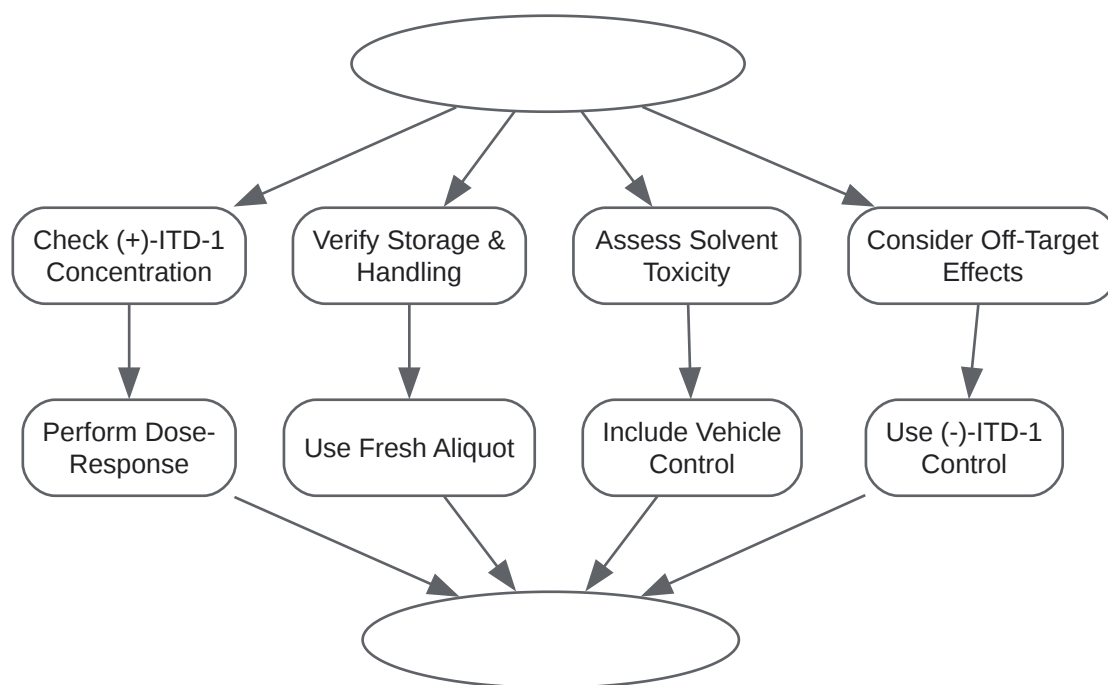 Check (+)-ITD-1
Concentration
Verify Storage &
Handling
Assess Solvent
Toxicity
Consider Off-Target
Effects
Perform Dose-
Response
Use Fresh Aliquot
Include Vehicle
Control
Use (-)-ITD-1
Control